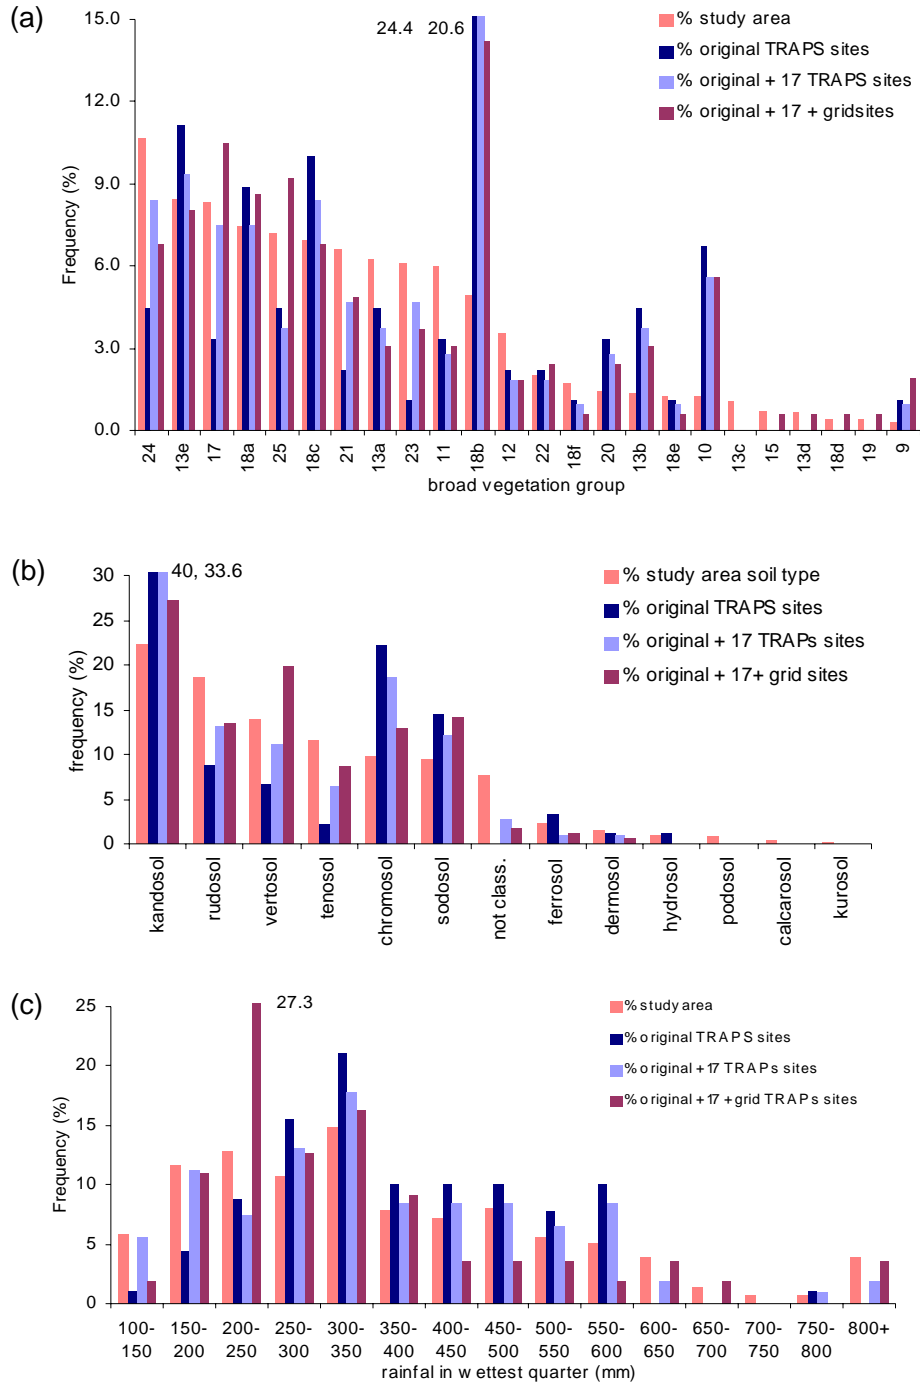 (a)
24.4 20.6
% study area
% original TRAPS sites
% original + 17 TRAPS sites
% original + 17 + gridsites
Frequency (%)
15.0
12.0
9.0
6.0
3.0
0.0
24 13e 17 18a 25 18c 21 13a 23 11 18b 12 22 18f 20 13b 18e 10 13c 15 13d 18d 19 9
broad vegetation group
(b)
40, 33.6
% study area soil type
% original TRAPS sites
% original + 17 TRAPs sites
% original + 17+ grid sites
frequency (%)
30
25
20
15
10
5
0
kandosol rudosol vertosol tenosol chromosol sodosol not class. ferrosol dermosol hydrosol podosol calcarosol kurosol
(c)
27.3
% study area
% original TRAPS sites
% original + 17 TRAPs sites
% original + 17 + grid TRAPs sites
Frequency (%)
25
20
15
10
5
0
100- 150- 200- 250- 300- 350- 400- 450- 500- 550- 600- 650- 700- 750- 800+
150 200 250 300 350 400 450 500 550 600 650 700 750 800
rainfal in wettest quarter (mm)